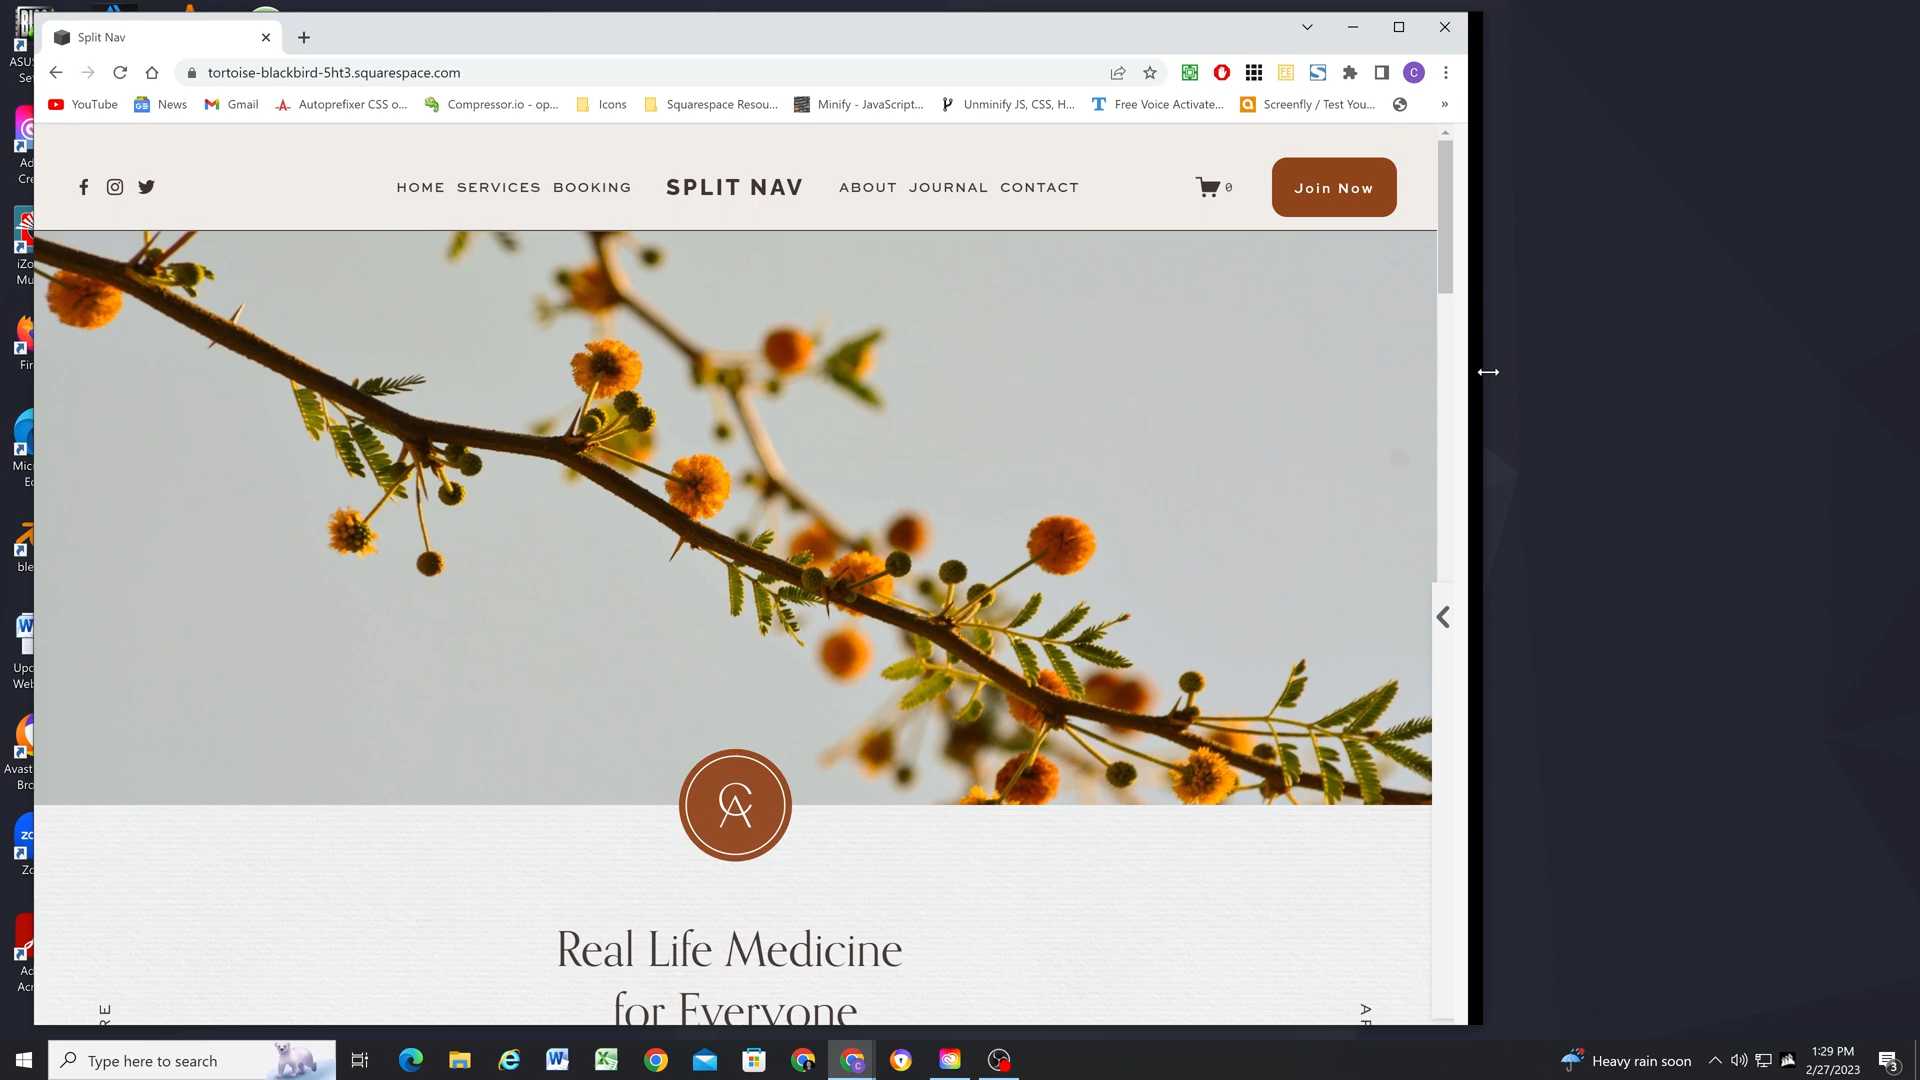 Split Nav
tortoise-blackbird-5ht3.squarespace.com
YouTube
News
Gmail
Autoprefixer CSS o...
Compressor.io - op...
Icons
Squarespace Resou...
Minify - JavaScript...
Unminify JS, CSS, H...
Free Voice Activate...
Screenfly / Test You...
»
HOME SERVICES BOOKING
SPLIT NAV
ABOUT JOURNAL CONTACT
0
Join Now
Real Life Medicine
for Everyone
Type here to search
Heavy rain soon
1:29 PM
2/27/2023
3